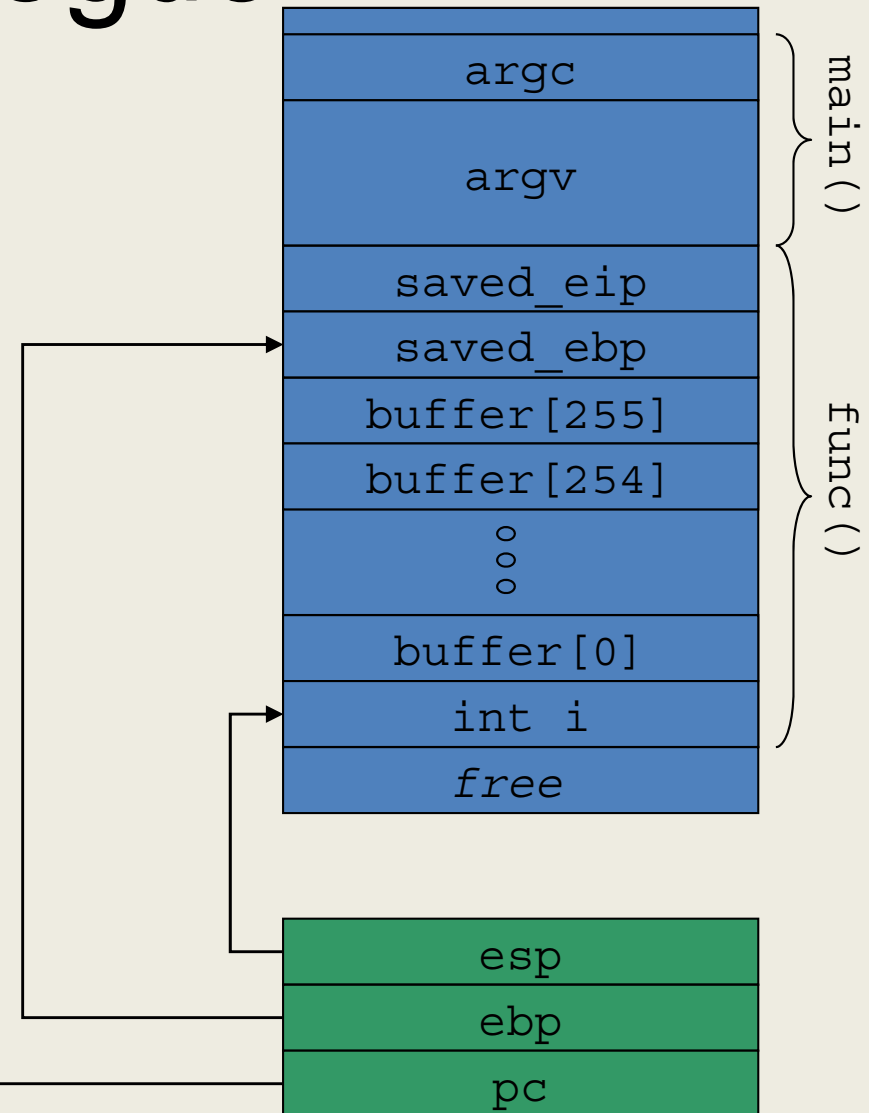 argc
argv
saved_eip
saved_ebp
buffer[255]
buffer[254]
buffer[0]
int i
free
main()
func()
esp
ebp
pc